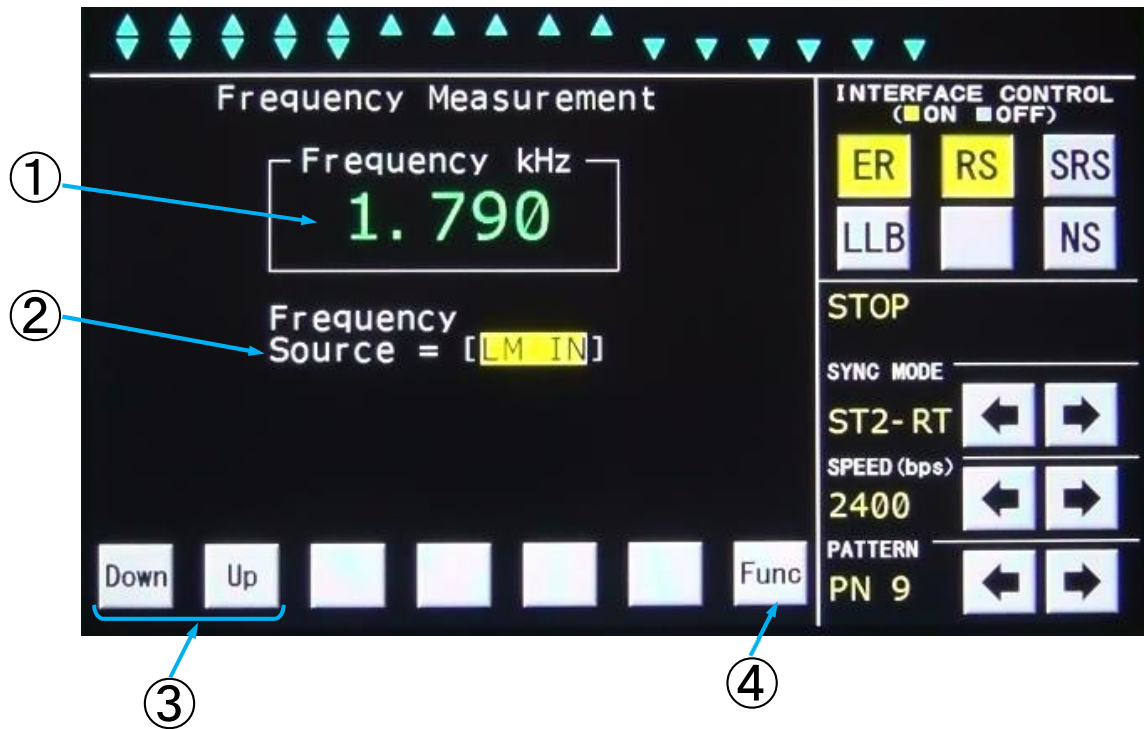 Frequency Measurement
① Frequency kHz
1.790
② Frequency
Source = [LM IN]
Down Up Func
③ ④
INTERFACE CONTROL
(■ON ■OFF)
ER RS SRS
LLB NS
STOP
SYNC MODE
ST2-RT ← →
SPEED(bps)
2400 ← →
PATTERN
PN 9 ← →